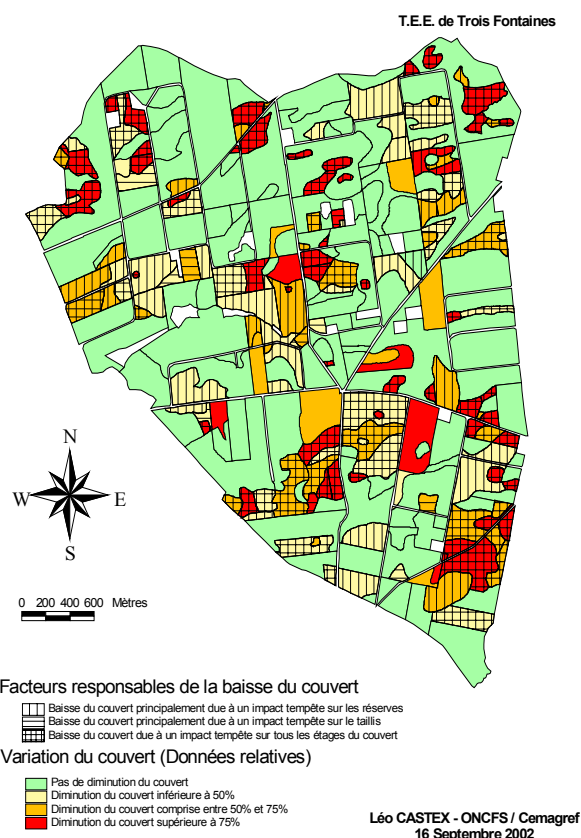 T.E.E. de Trois Fontaines
N
W
E
S
0 200 400 600 Mètres
Facteurs responsables de la baisse du couvert
Baisse du couvert principalement due à un impact tempête sur les réserves
Baisse du couvert principalement due à un impact tempête sur le taillis
Baisse du couvert due à un impact tempête sur tous les étages du couvert
Variation du couvert (Données relatives)
Pas de diminution du couvert
Diminution du couvert inférieure à 50%
Diminution du couvert comprise entre 50% et 75%
Diminution du couvert supérieure à 75%
Léo CASTEX - ONCFS / Cemagref
16 Septembre 2002